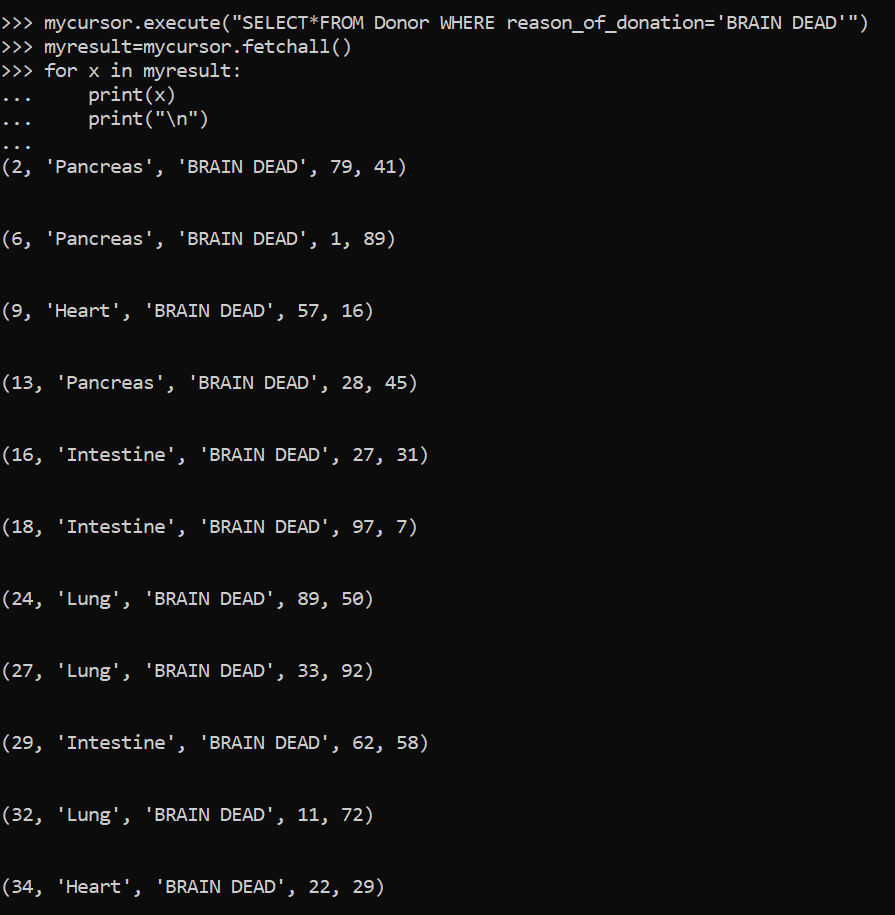 >>> mycursor.execute("SELECT*FROM Donor WHERE reason_of_donation='BRAIN DEAD'")
>>> myresult=mycursor.fetchall()
>>> for x in myresult:
...     print(x)
...     print("\n")
...
(2, 'Pancreas', 'BRAIN DEAD', 79, 41)
(6, 'Pancreas', 'BRAIN DEAD', 1, 89)
(9, 'Heart', 'BRAIN DEAD', 57, 16)
(13, 'Pancreas', 'BRAIN DEAD', 28, 45)
(16, 'Intestine', 'BRAIN DEAD', 27, 31)
(18, 'Intestine', 'BRAIN DEAD', 97, 7)
(24, 'Lung', 'BRAIN DEAD', 89, 50)
(27, 'Lung', 'BRAIN DEAD', 33, 92)
(29, 'Intestine', 'BRAIN DEAD', 62, 58)
(32, 'Lung', 'BRAIN DEAD', 11, 72)
(34, 'Heart', 'BRAIN DEAD', 22, 29)